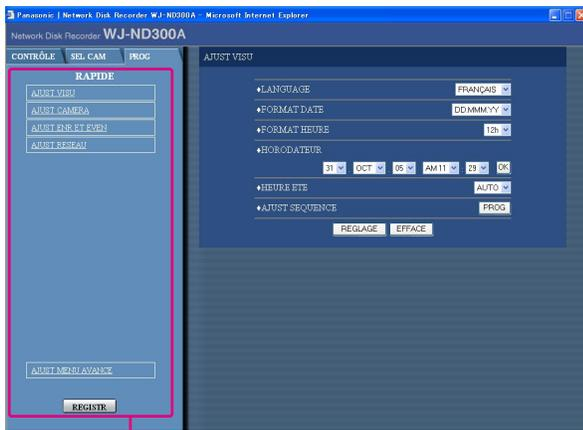 Panasonic | Network Disk Recorder WJ-ND300A - Microsoft Internet Explorer
Network Disk Recorder WJ-ND300A
CONTRÔLE SEL CAM PROG
RAPIDE
AJUST VISU
AJUST CAMERA
AJUST ENR ET EVEN
AJUST RESEAU
AJUST MENU AVANCE
REGISTR
AJUST VISU
♦LANGUAGE FRANÇAIS
♦FORMAT DATE DD.MMM.YY
♦FORMAT HEURE 12h
♦HORODATEUR
31 . OCT . 05 AM 11 : 29 OK
♦HEURE ETE AUTO
♦AJUST SEQUENCE PROG
REGLAGE EFFACE